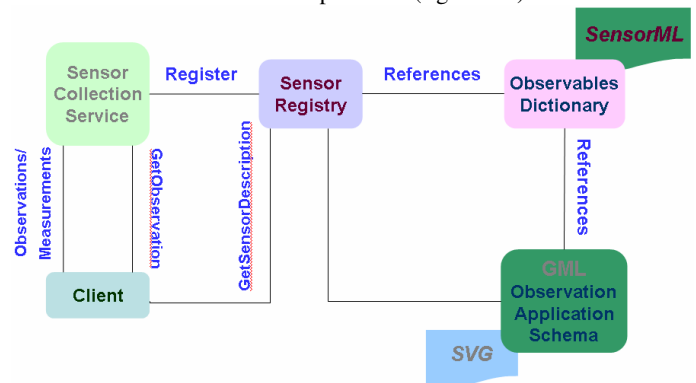 SensorML
Sensor
Collection
Service
Register
Sensor
Registry
References
Observables
Dictionary
Observations/
Measurements
GetObservation
GetSensorDescription
References
Client
GML
Observation
Application
Schema
SVG